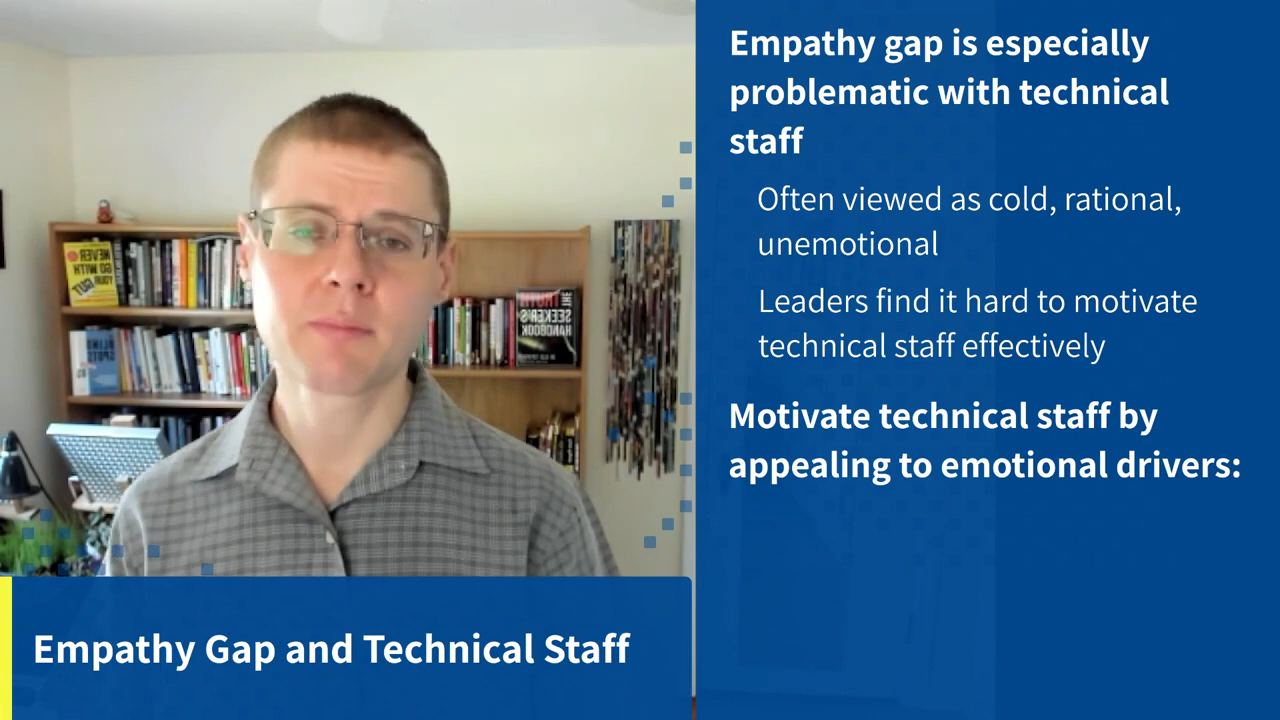 Empathy gap is especially
problematic with technical
staff
Often viewed as cold, rational,
unemotional
Leaders find it hard to motivate
technical staff effectively
Motivate technical staff by
appealing to emotional drivers:
NEVER
GO WITH
YOUR
GUT
BLIND
SPOTS
THE
TRUTH
SEEKER'S
HANDBOOK
Empathy Gap and Technical Staff